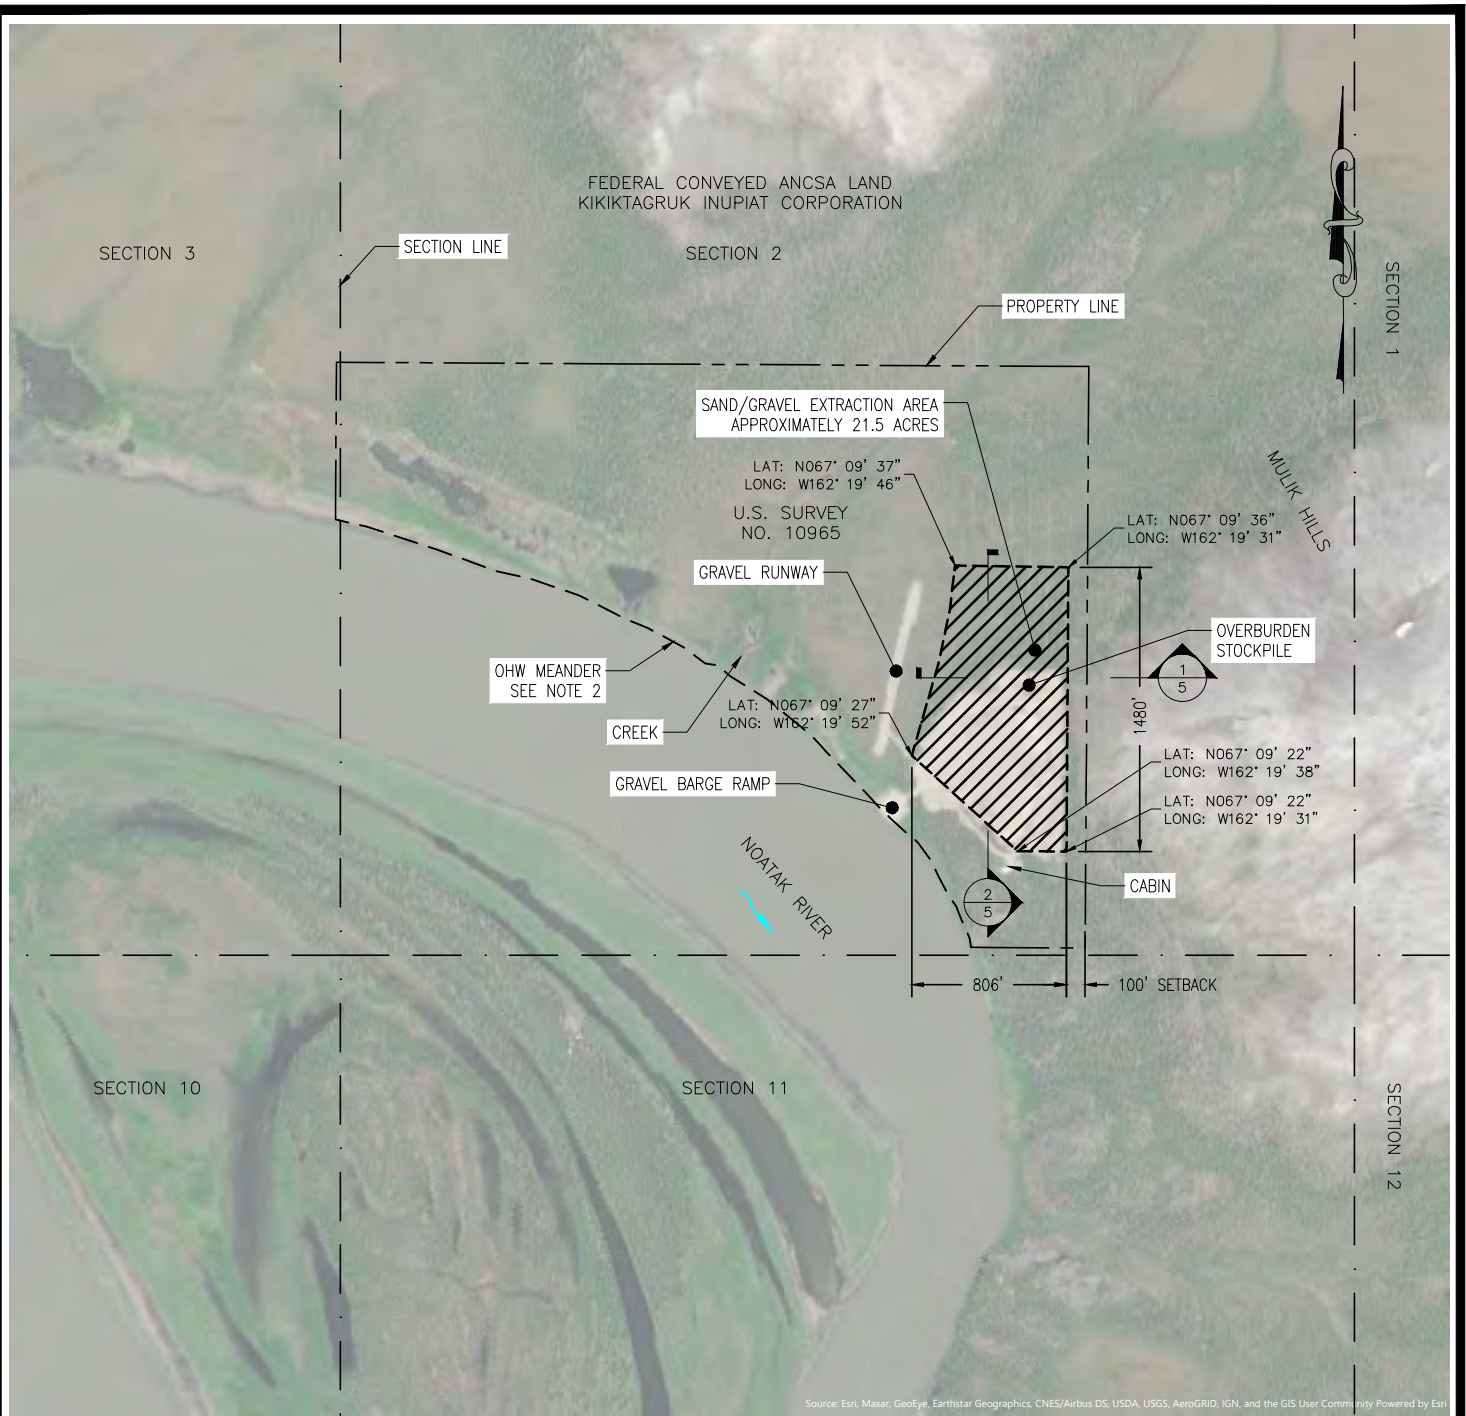 FEDERAL CONVEYED ANCSA LAND
KIKIKTAGRUK INUPIAT CORPORATION
SECTION 3
SECTION LINE
SECTION 2
SECTION 1
PROPERTY LINE
SAND/GRAVEL EXTRACTION AREA
APPROXIMATELY 21.5 ACRES
MULIK HILLS
LAT: N067° 09' 37"
LONG: W162° 19' 46"
U.S. SURVEY
NO. 10965
LAT: N067° 09' 36"
LONG: W162° 19' 31"
GRAVEL RUNWAY
OVERBURDEN
STOCKPILE
1
5
OHW MEANDER
SEE NOTE 2
LAT: N067° 09' 27"
LONG: W162° 19' 52"
CREEK
1480'
LAT: N067° 09' 22"
LONG: W162° 19' 38"
GRAVEL BARGE RAMP
LAT: N067° 09' 22"
LONG: W162° 19' 31"
NOATAK RIVER
CABIN
2
5
806'
100' SETBACK
SECTION 10
SECTION 11
SECTION 12
Source: Esri, Maxar, GeoEye, Earthstar Geographics, CNES/Airbus DS, USDA, USGS, AeroGRID, IGN, and the GIS User Community Powered by Esri